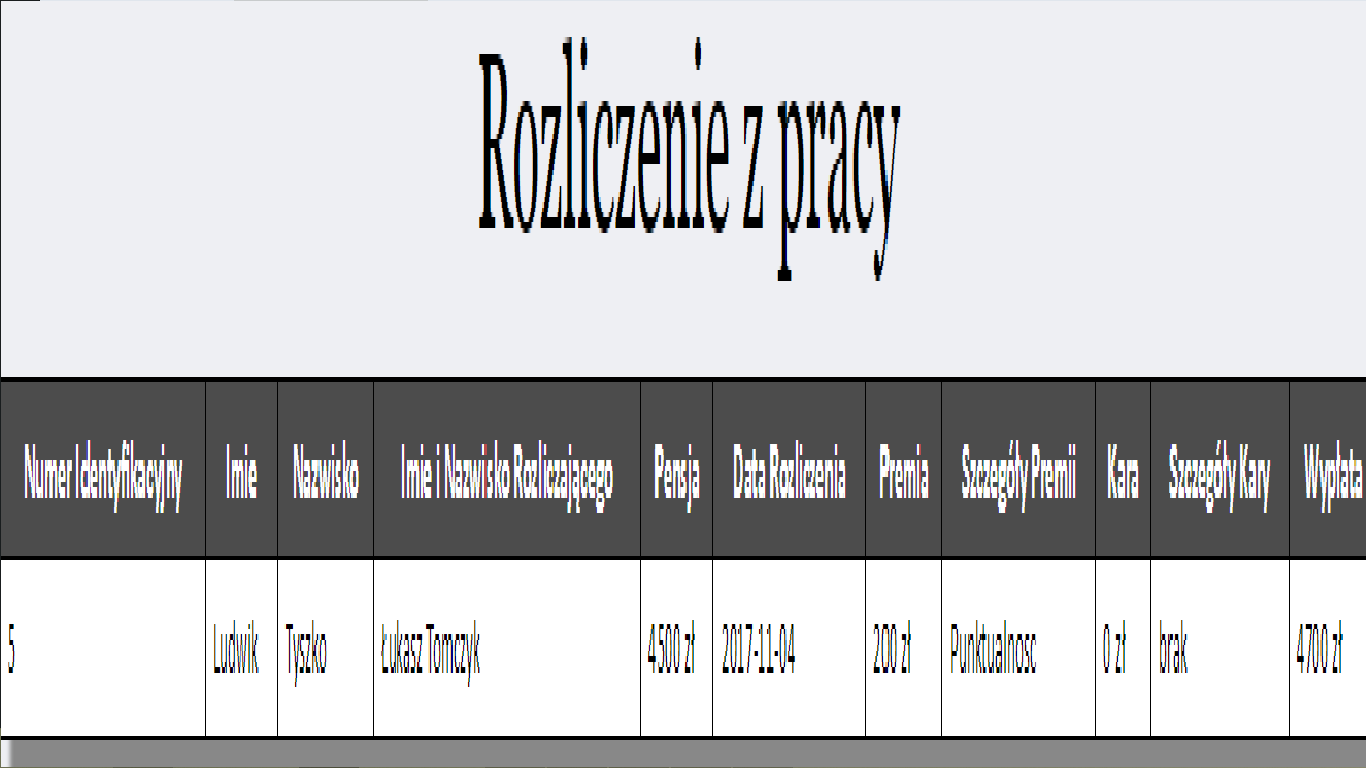 Rozliczenie z pracy
Numer Identyfikacyjny Imie Nazwisko Imie i Nazwisko Rozliczającego Pensja Data Rozliczenia Premia Szczegóły Premii Kara Szczegóły Kary Wypłata
5 Ludwik Tyszko Łukasz Tomczyk 4500 zł 2017-11-04 200 zł Punktualnosc 0 zł brak 4700 zł